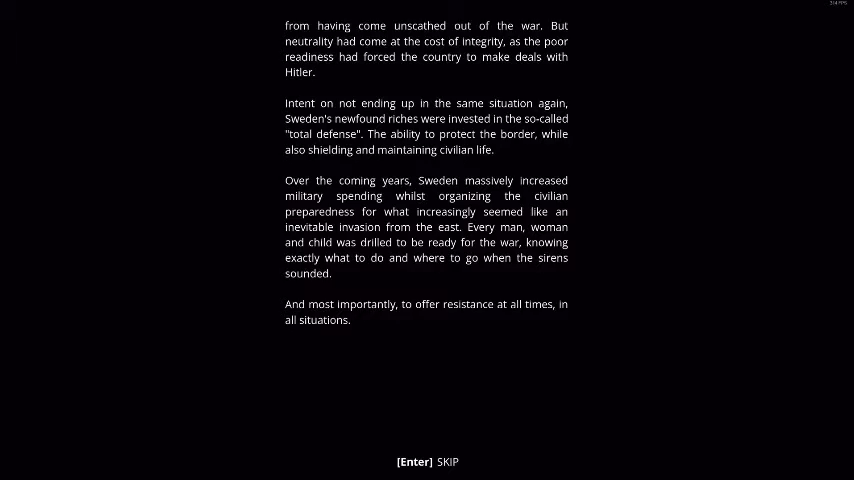 314 FPS
from having come unscathed out of the war. But
neutrality had come at the cost of integrity, as the poor
readiness had forced the country to make deals with
Hitler.
Intent on not ending up in the same situation again,
Sweden's newfound riches were invested in the so-called
"total defense". The ability to protect the border, while
also shielding and maintaining civilian life.
Over the coming years, Sweden massively increased
military spending whilst organizing the civilian
preparedness for what increasingly seemed like an
inevitable invasion from the east. Every man, woman
and child was drilled to be ready for the war, knowing
exactly what to do and where to go when the sirens
sounded.
And most importantly, to offer resistance at all times, in
all situations.
[Enter] SKIP